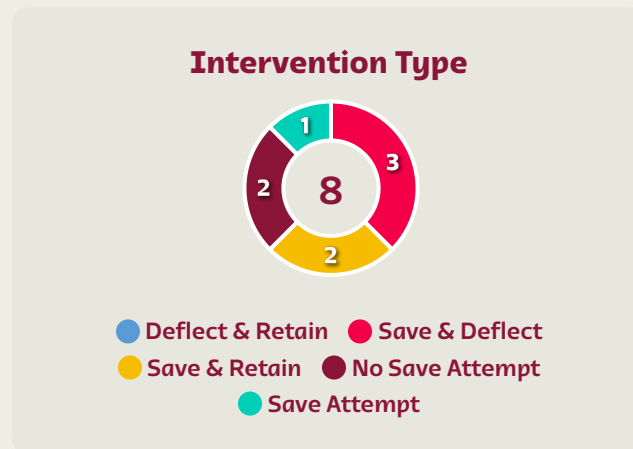 Intervention Type
1
3
2
8
2
Deflect & Retain Save & Deflect
Save & Retain No Save Attempt
Save Attempt